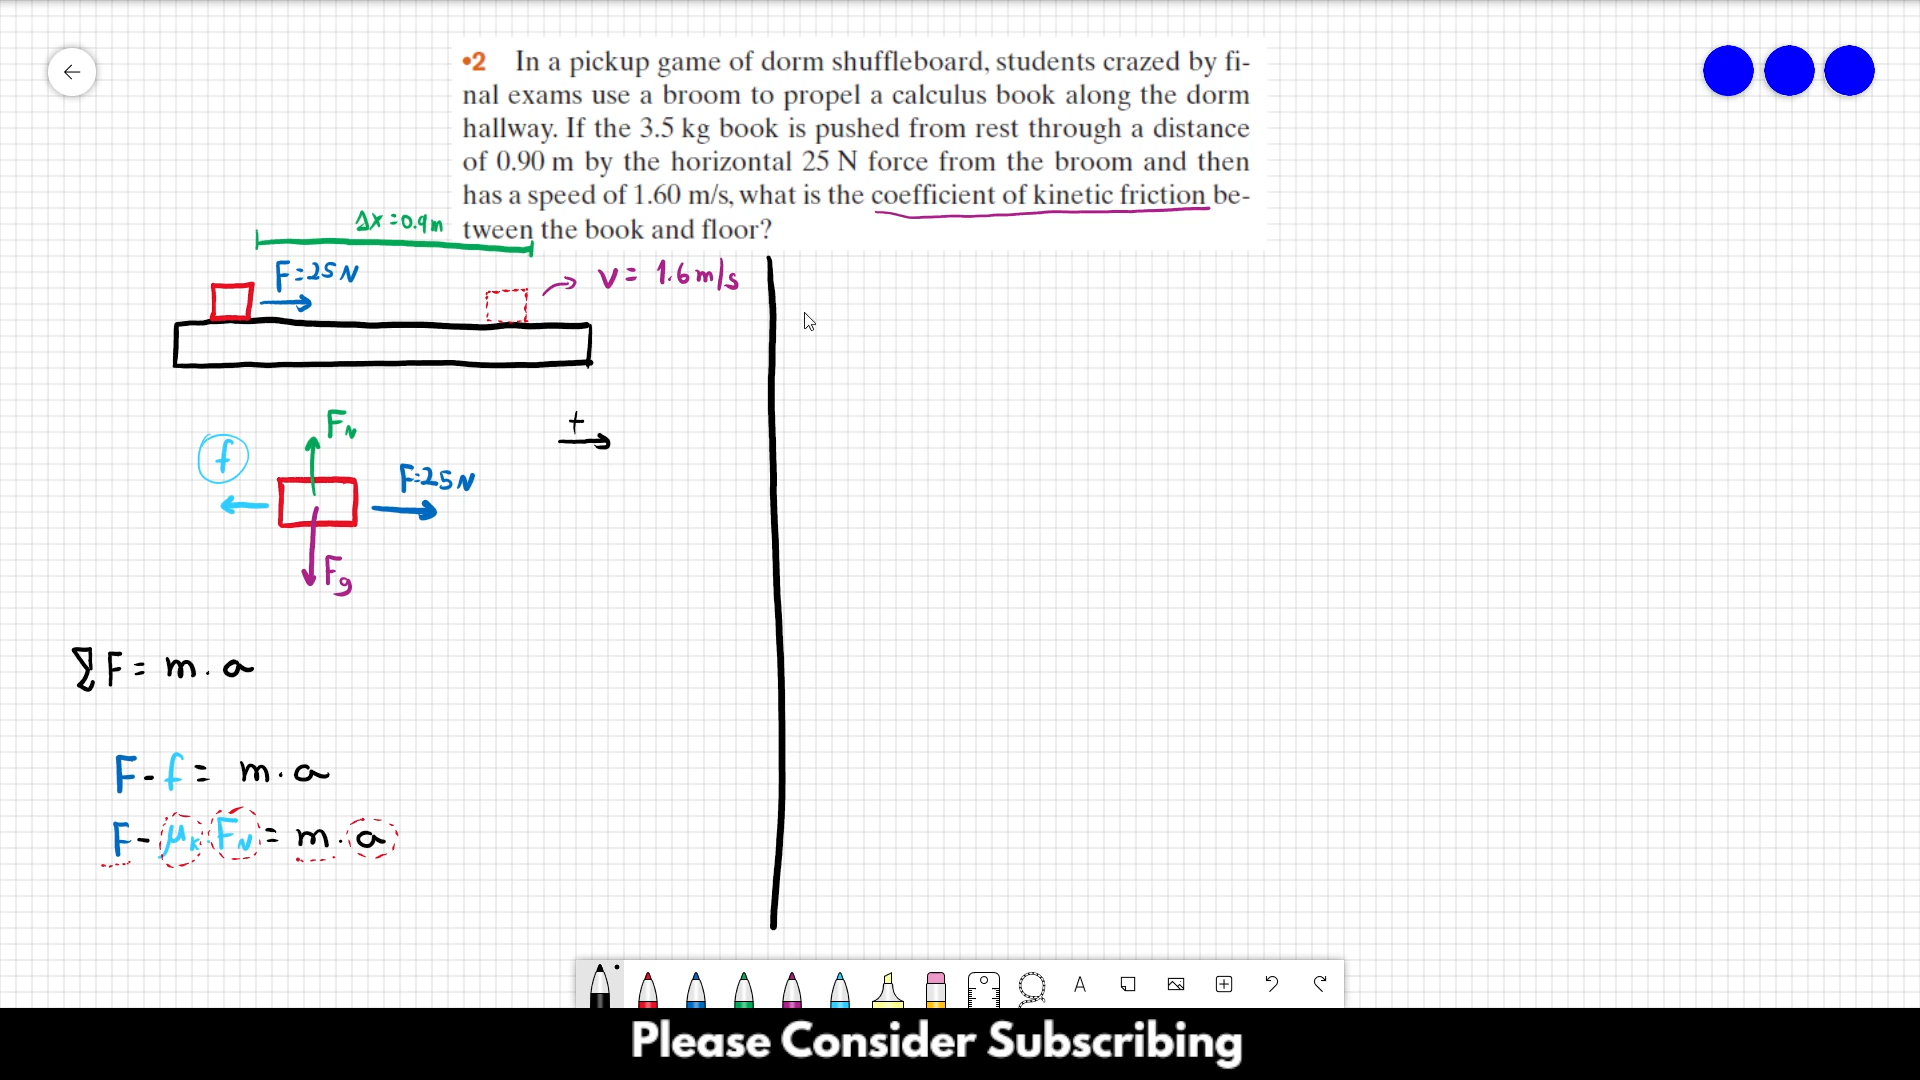 •2 In a pickup game of dorm shuffleboard, students crazed by fi-
nal exams use a broom to propel a calculus book along the dorm
hallway. If the 3.5 kg book is pushed from rest through a distance
of 0.90 m by the horizontal 25 N force from the broom and then
has a speed of 1.60 m/s, what is the coefficient of kinetic friction be-
tween the book and floor?
Δx = 0.9m
F = 25 N
V = 1.6 m/s
+
FN
f
F = 25 N
Fg
∑F = m . a
F - f = m . a
F - μk FN = m . a
A
Please Consider Subscribing